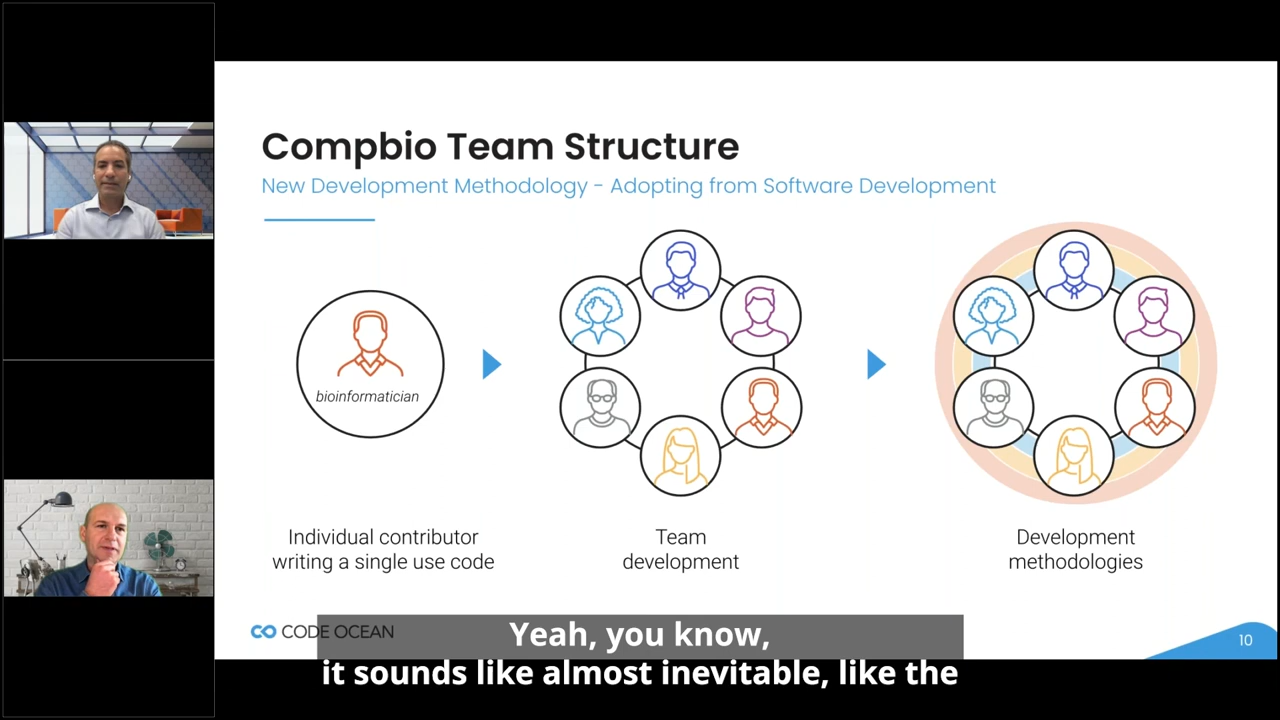 Compbio Team Structure
New Development Methodology - Adopting from Software Development
bioinformatician
Individual contributor
writing a single use code
Team
development
Development
methodologies
CODE OCEAN
10
Yeah, you know,
it sounds like almost inevitable, like the